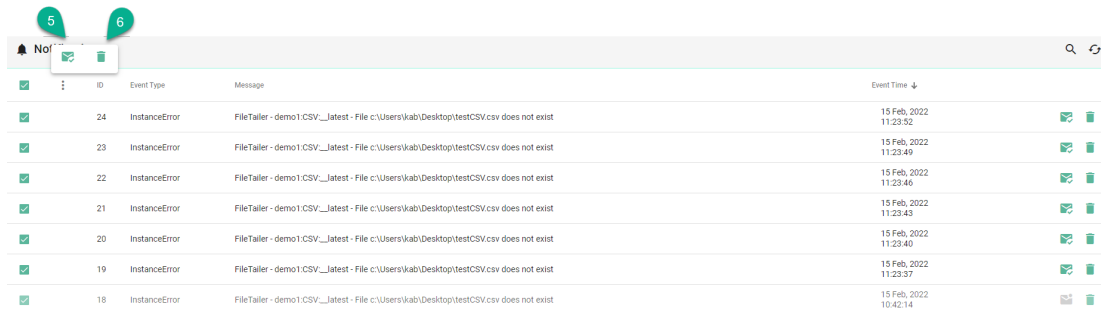 5 6
ID Event Type Message Event Time
24 InstanceError FileTailer - demo1:CSV:__latest - File c:\Users\kab\Desktop\testCSV.csv does not exist 15 Feb, 2022
11:23:52
23 InstanceError FileTailer - demo1:CSV:__latest - File c:\Users\kab\Desktop\testCSV.csv does not exist 15 Feb, 2022
11:23:49
22 InstanceError FileTailer - demo1:CSV:__latest - File c:\Users\kab\Desktop\testCSV.csv does not exist 15 Feb, 2022
11:23:46
21 InstanceError FileTailer - demo1:CSV:__latest - File c:\Users\kab\Desktop\testCSV.csv does not exist 15 Feb, 2022
11:23:43
20 InstanceError FileTailer - demo1:CSV:__latest - File c:\Users\kab\Desktop\testCSV.csv does not exist 15 Feb, 2022
11:23:40
19 InstanceError FileTailer - demo1:CSV:__latest - File c:\Users\kab\Desktop\testCSV.csv does not exist 15 Feb, 2022
11:23:37
18 InstanceError FileTailer - demo1:CSV:__latest - File c:\Users\kab\Desktop\testCSV.csv does not exist 15 Feb, 2022
10:42:14